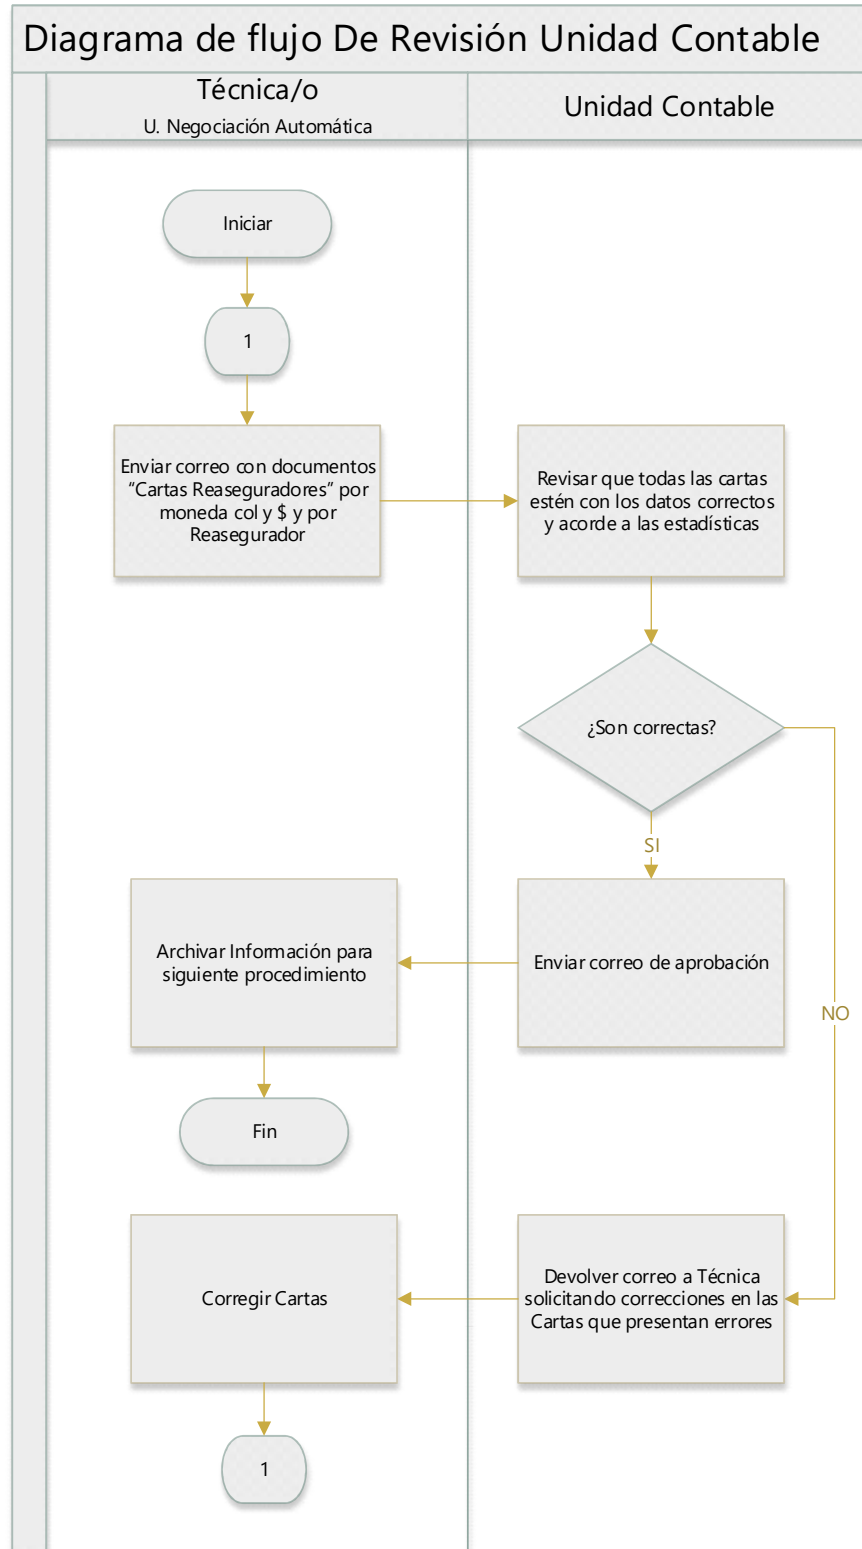 Diagrama de flujo De Revisión Unidad Contable
Técnica/o
U. Negociación Automática
Unidad Contable
Iniciar
1
Enviar correo con documentos
“Cartas Reaseguradores” por
moneda col y $ y por
Reasegurador
Revisar que todas las cartas
estén con los datos correctos
y acorde a las estadísticas
¿Son correctas?
SI
Archivar Información para
siguiente procedimiento
Enviar correo de aprobación
NO
Fin
Corregir Cartas
Devolver correo a Técnica
solicitando correcciones en las
Cartas que presentan errores
1